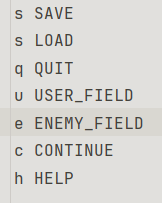 s SAVE
s LOAD
q QUIT
u USER_FIELD
e ENEMY_FIELD
c CONTINUE
h HELP